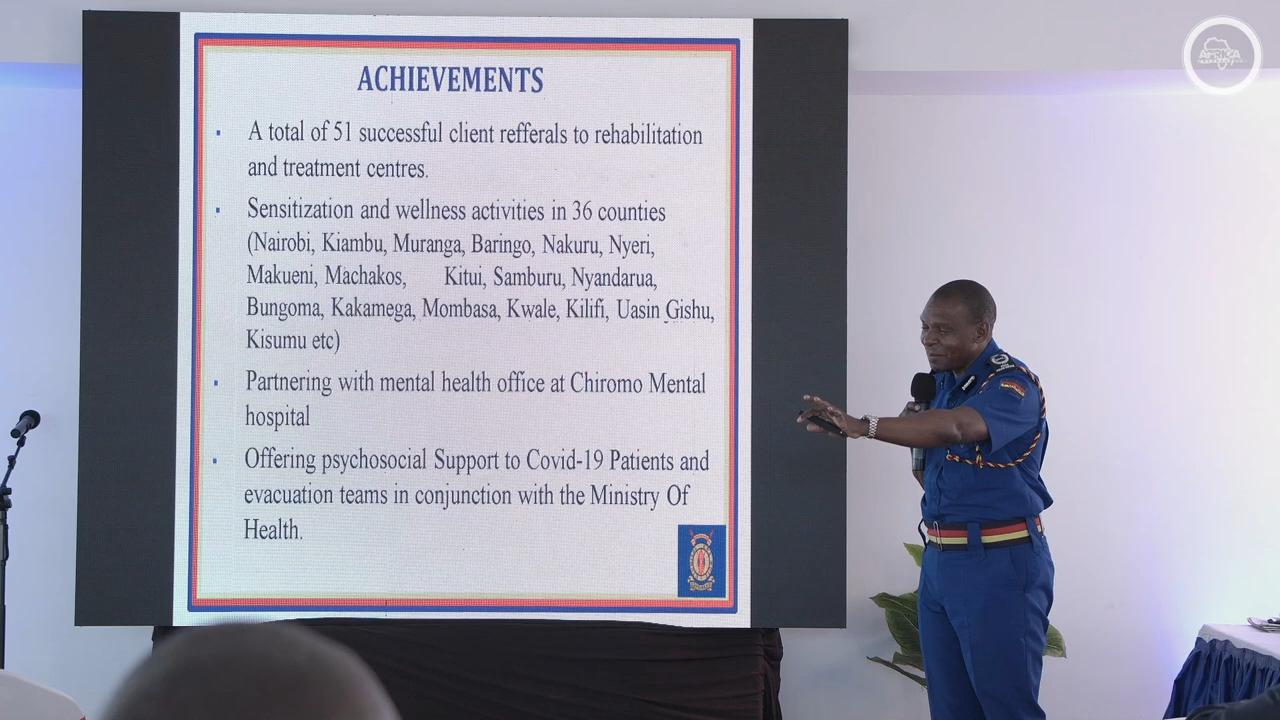 ACHIEVEMENTS
A total of 51 successful client refferals to rehabilitation
and treatment centres.
Sensitization and wellness activities in 36 counties
(Nairobi, Kiambu, Muranga, Baringo, Nakuru, Nyeri,
Makueni, Machakos, Kitui, Samburu, Nyandarua,
Bungoma, Kakamega, Mombasa, Kwale, Kilifi, Uasin Gishu,
Kisumu etc)
Partnering with mental health office at Chiromo Mental
hospital
Offering psychosocial Support to Covid-19 Patients and
evacuation teams in conjunction with the Ministry Of
Health.
AFRICA